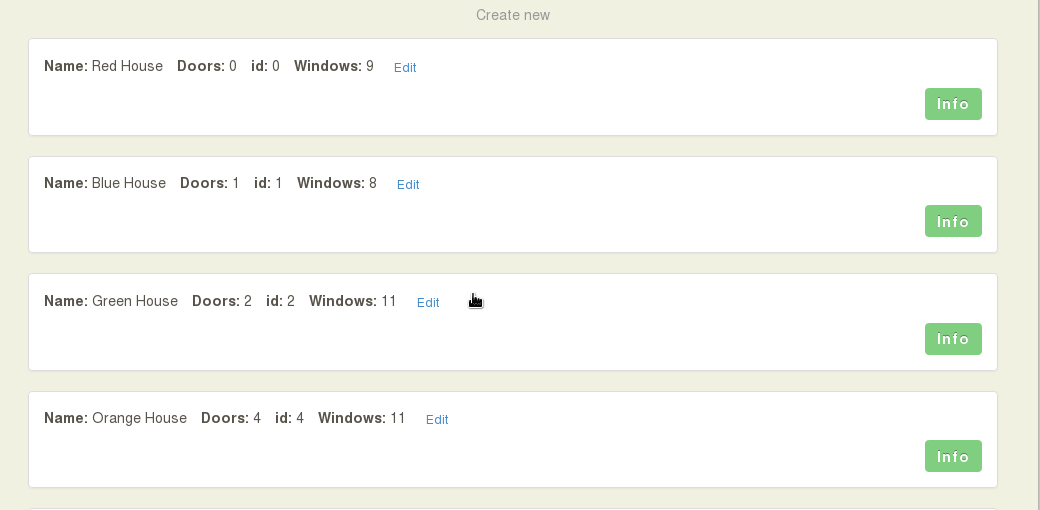 Create new
Name: Red House Doors: 0 id: 0 Windows: 9 Edit
Info
Name: Blue House Doors: 1 id: 1 Windows: 8 Edit
Info
Name: Green House Doors: 2 id: 2 Windows: 11 Edit
Info
Name: Orange House Doors: 4 id: 4 Windows: 11 Edit
Info